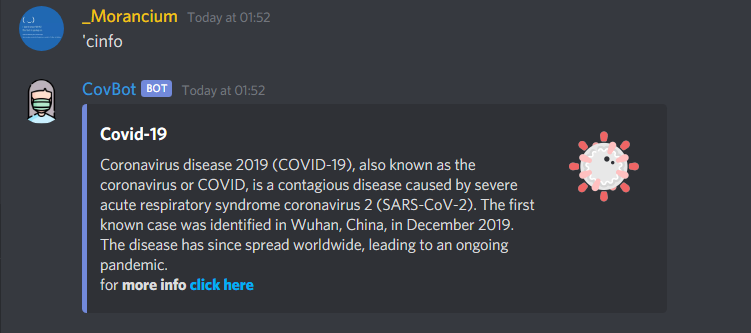 _Morancium Today at 01:52
'cinfo
CovBot BOT Today at 01:52
Covid-19
Coronavirus disease 2019 (COVID-19), also known as the
coronavirus or COVID, is a contagious disease caused by severe
acute respiratory syndrome coronavirus 2 (SARS-CoV-2). The first
known case was identified in Wuhan, China, in December 2019.
The disease has since spread worldwide, leading to an ongoing
pandemic.
for more info click here